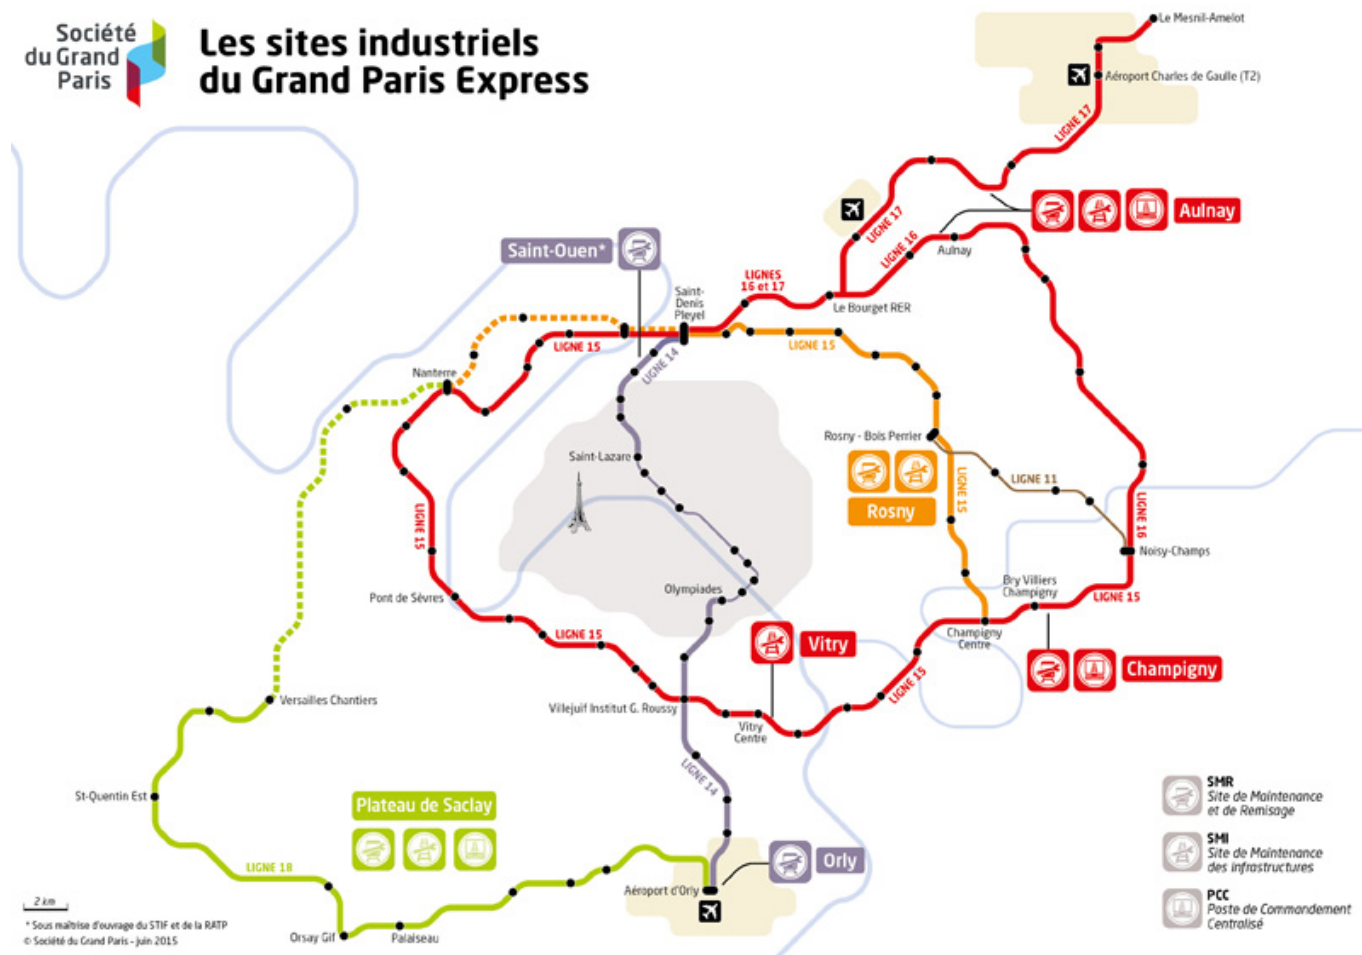 Société
du Grand
Paris
Les sites industriels
du Grand Paris Express
Le Mesnil-Amelot
Aéroport Charles de Gaulle (T2)
LIGNE 17
Aulnay
LIGNE 17
LIGNE 16
Aulnay
Saint-Ouen*
LIGNES
16 et 17
Saint-
Denis
Pleyel
Le Bourget RER
LIGNE 15
LIGNE 15
LIGNE 14
Nanterre
Rosny - Bois Perrier
Saint-Lazare
LIGNE 11
LIGNE 15
Rosny
LIGNE 15
LIGNE 16
Noisy-Champs
Olympiades
Bry Villiers
Champigny
LIGNE 15
Pont de Sèvres
LIGNE 15
Vitry
Champigny
Centre
Champigny
LIGNE 15
Versailles Chantiers
Villejuif Institut G. Roussy
Vitry
Centre
LIGNE 14
St-Quentin Est
Plateau de Saclay
SMR
Site de Maintenance
et de Remisage
SMI
Site de Maintenance
des infrastructures
LIGNE 18
Orly
Aéroport d'Orly
PCC
Poste de Commandement
Centralisé
2 km
* Sous maîtrise d'ouvrage du STIF et de la RATP
© Société du Grand Paris - juin 2015
Orsay Gif
Palaiseau